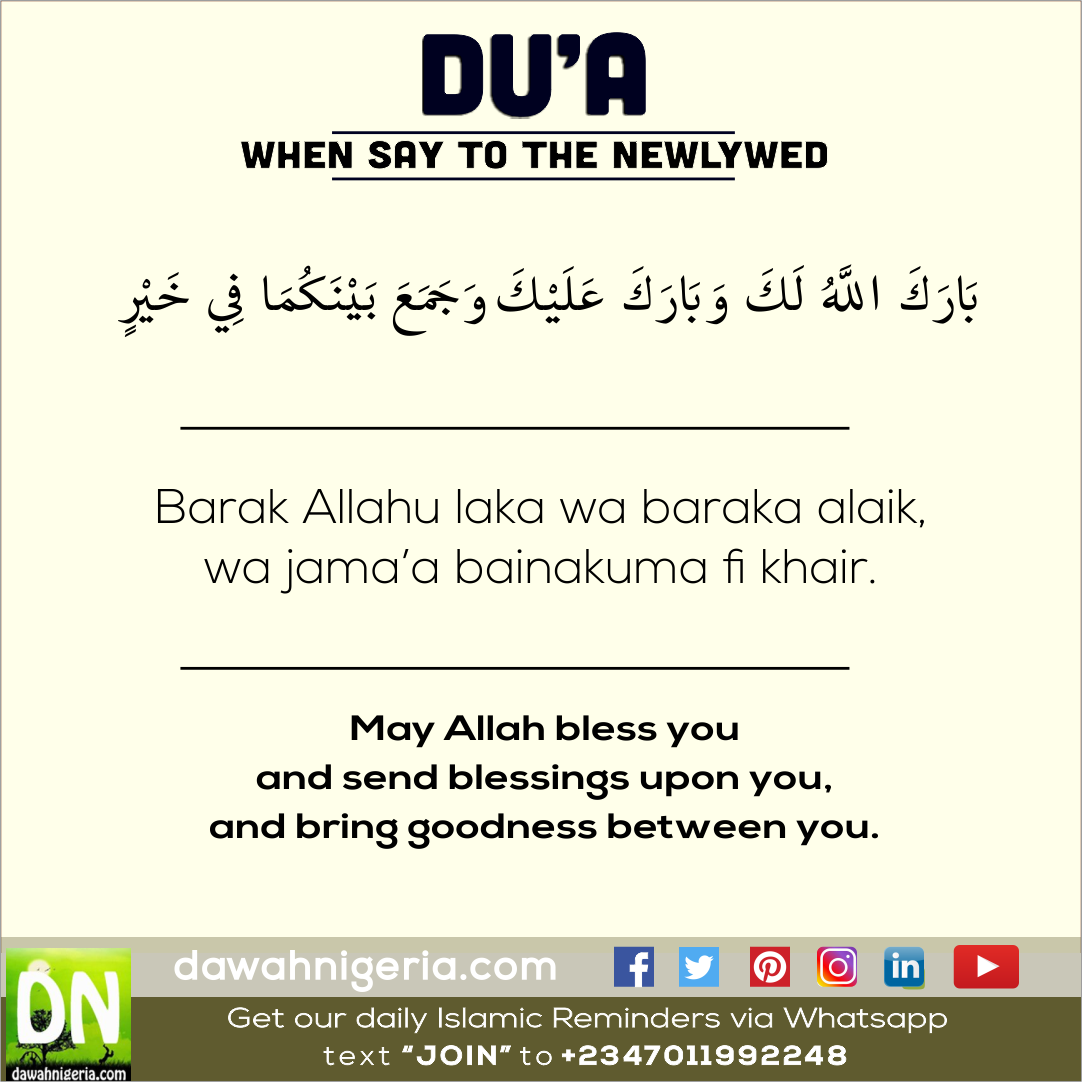 DU'A
WHEN SAY TO THE NEWLYWED
بَارَكَ اللَّهُ لَكَ وَبَارَكَ عَلَيْكَ وَجَمَعَ بَيْنَكُمَا فِي خَيْرٍ
Barak Allahu laka wa baraka alaik,
wa jama'a bainakuma fi khair.
May Allah bless you
and send blessings upon you,
and bring goodness between you.
DN
dawahnigeria.com
dawahnigeria.com
Get our daily Islamic Reminders via Whatsapp
text “JOIN” to +2347011992248